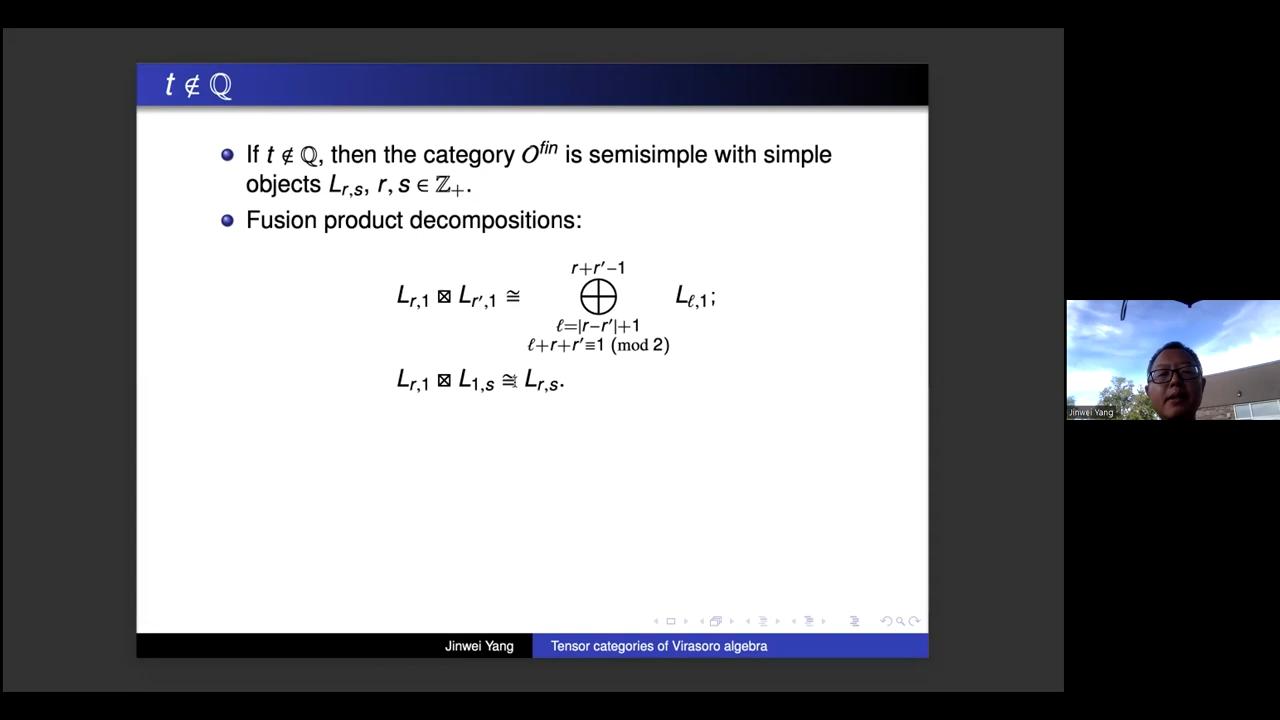 t ∉ ℚ
If t ∉ ℚ, then the category O^fin is semisimple with simple
objects L_{r,s}, r, s ∈ ℤ_+.
Fusion product decompositions:
r+r′−1
L_{r,1} ⊠ L_{r′,1} ≅ ⨁ L_{ℓ,1};
ℓ=|r−r′|+1
ℓ+r+r′≡1 (mod 2)
L_{r,1} ⊠ L_{1,s} ≅ L_{r,s}.
Jinwei Yang
Tensor categories of Virasoro algebra
Jinwei Yang